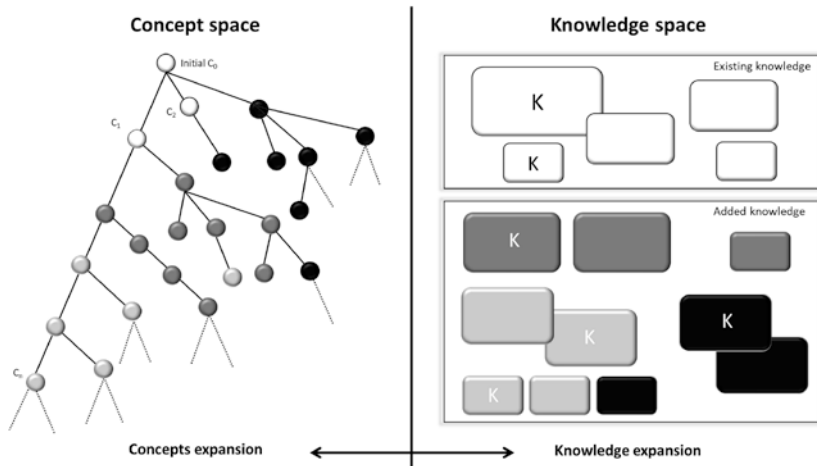 Concept space
Knowledge space
Initial C₀
C₂
C₁
Cₙ
Existing knowledge
K
K
Added knowledge
K
K
K
K
Concepts expansion
Knowledge expansion